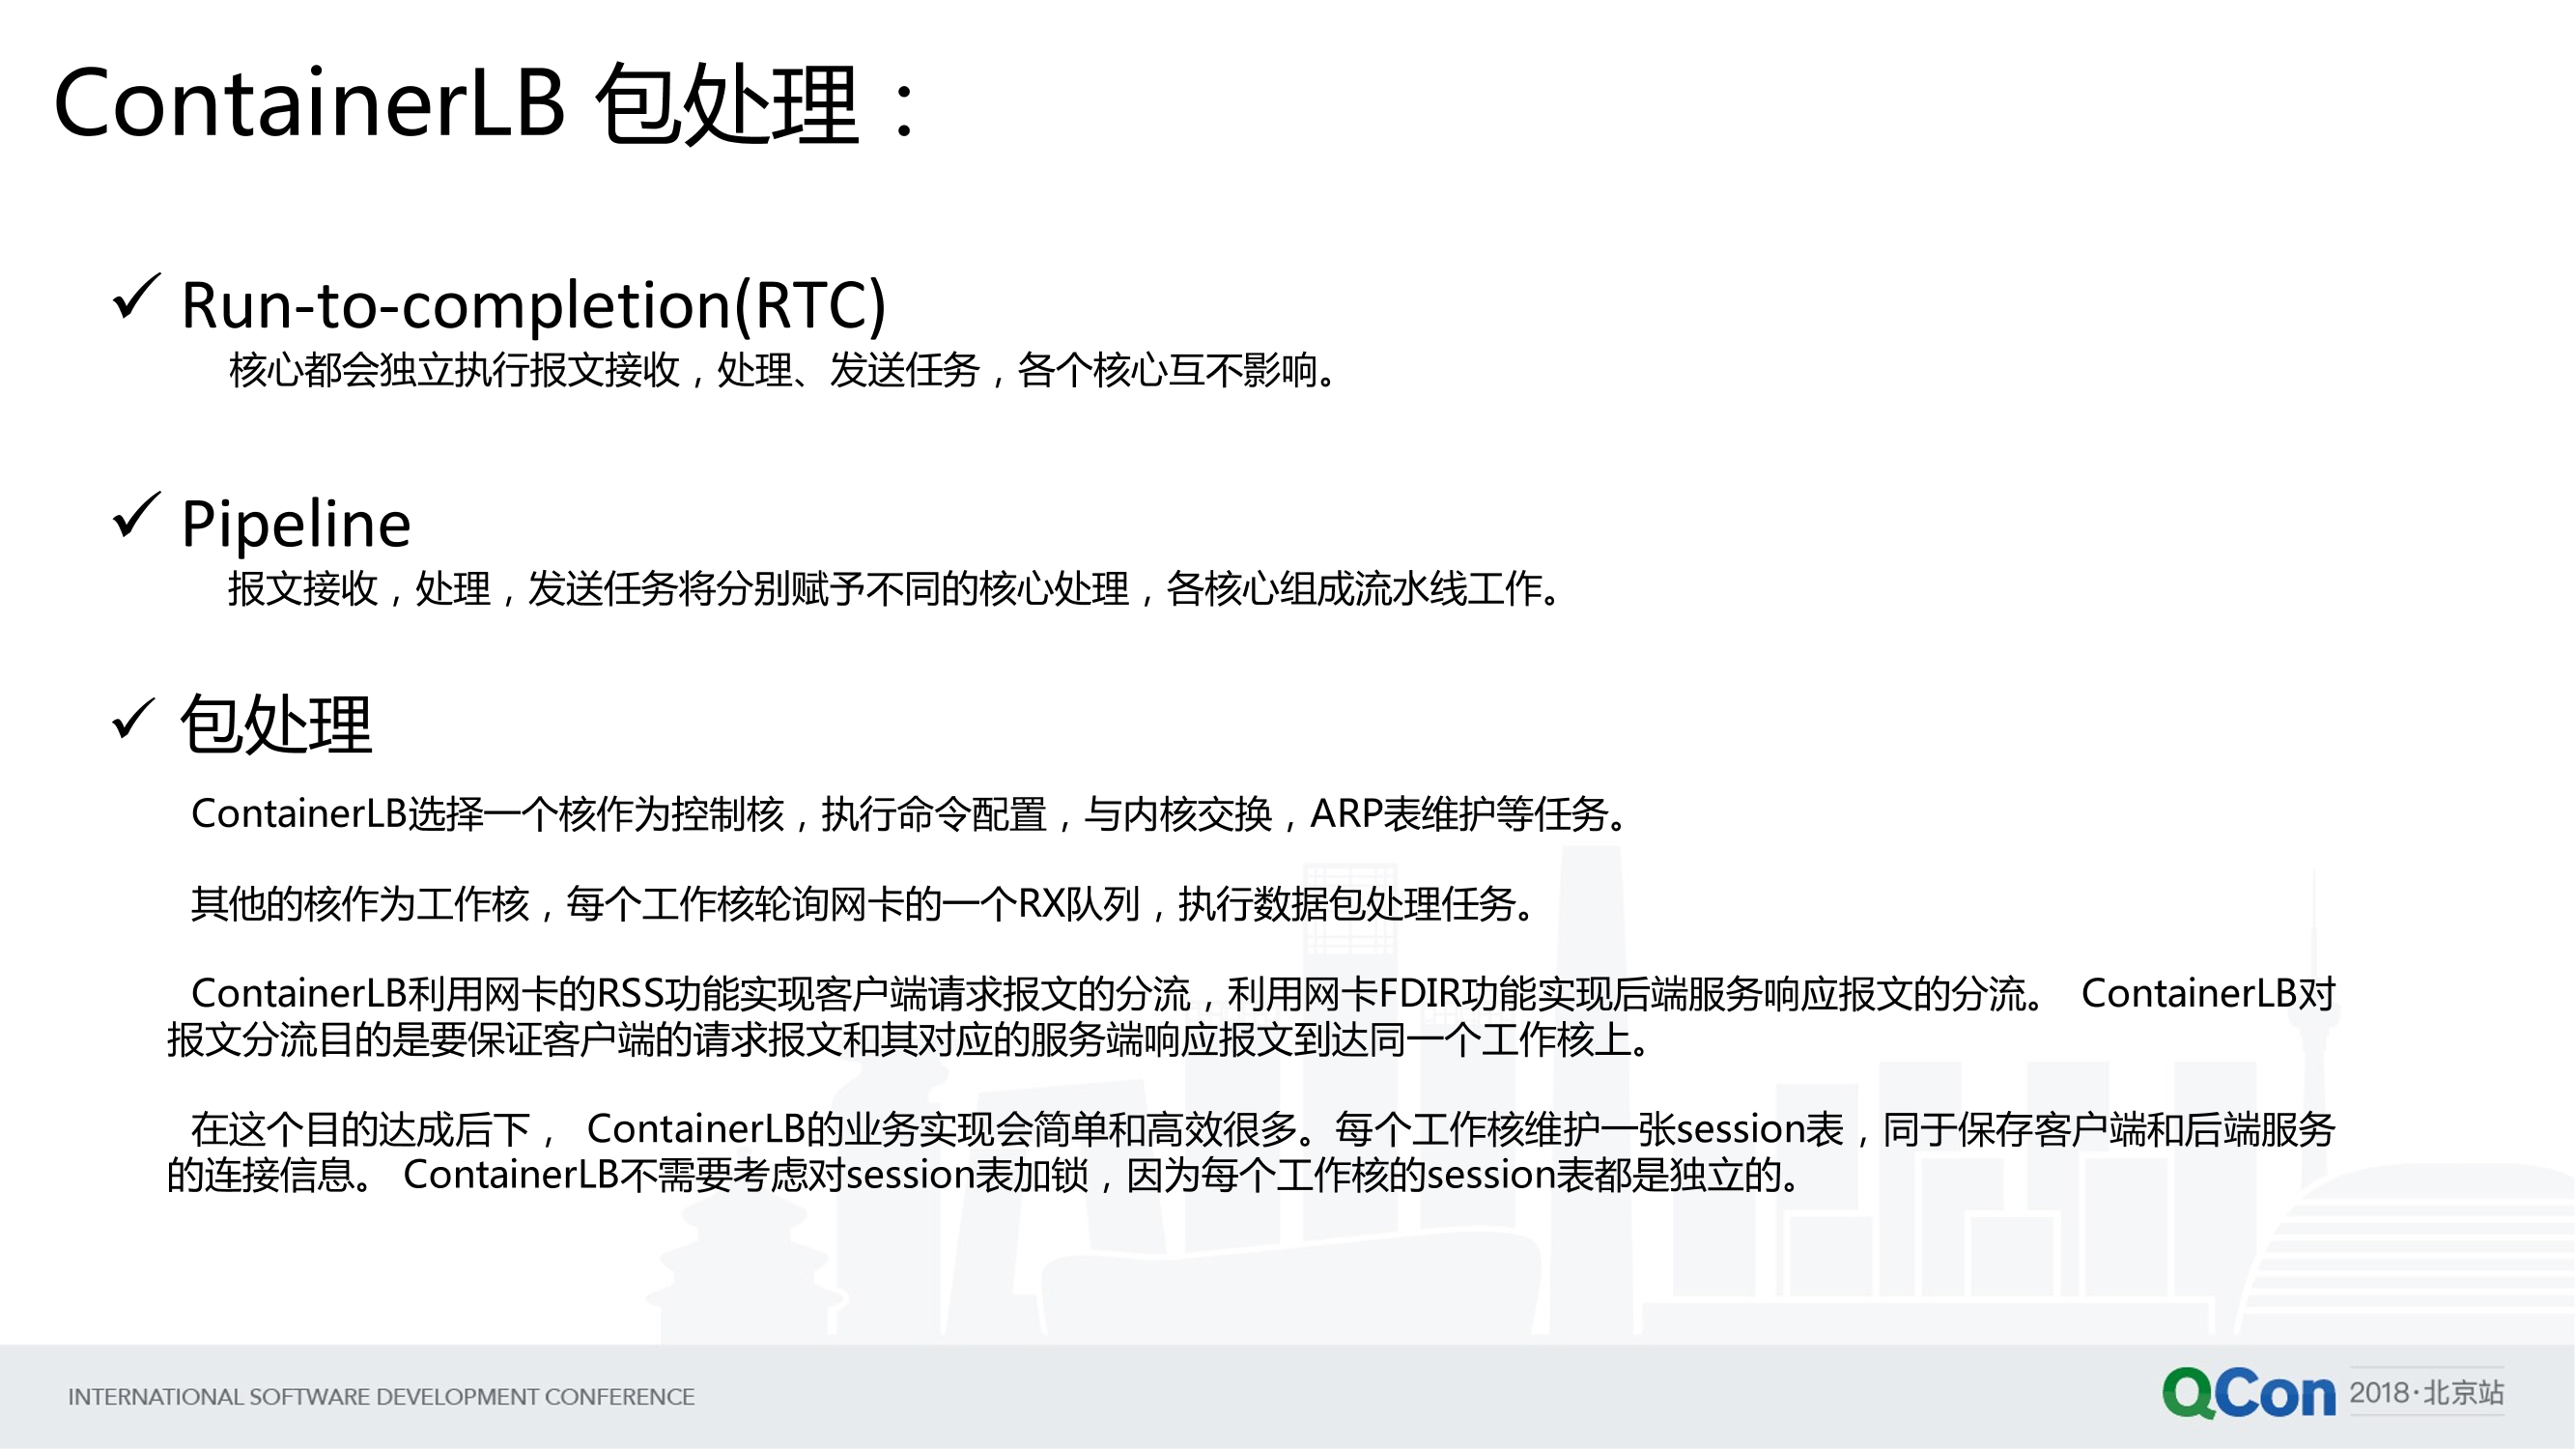 ContainerLB 包处理：
✓ Run-to-completion(RTC)
核心都会独立执行报文接收，处理、发送任务，各个核心互不影响。
✓ Pipeline
报文接收，处理，发送任务将分别赋予不同的核心处理，各核心组成流水线工作。
✓ 包处理
ContainerLB选择一个核作为控制核，执行命令配置，与内核交换，ARP表维护等任务。
其他的核作为工作核，每个工作核轮询网卡的一个RX队列，执行数据包处理任务。
ContainerLB利用网卡的RSS功能实现客户端请求报文的分流，利用网卡FDIR功能实现后端服务响应报文的分流。 ContainerLB对
报文分流目的是要保证客户端的请求报文和其对应的服务端响应报文到达同一个工作核上。
在这个目的达成后下， ContainerLB的业务实现会简单和高效很多。每个工作核维护一张session表，同于保存客户端和后端服务
的连接信息。 ContainerLB不需要考虑对session表加锁，因为每个工作核的session表都是独立的。
INTERNATIONAL SOFTWARE DEVELOPMENT CONFERENCE
QCon 2018·北京站